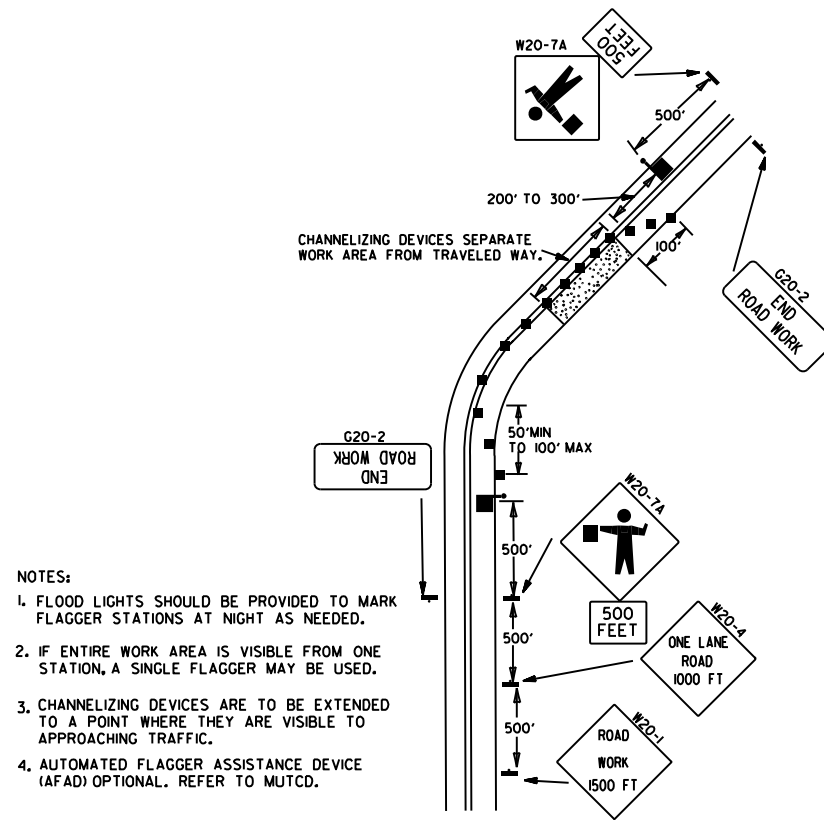 W20-7A
500
FEET
500'
200' TO 300'
CHANNELIZING DEVICES SEPARATE
WORK AREA FROM TRAVELED WAY.
100'
G20-2
END
ROAD WORK
G20-2
END
ROAD WORK
50'MIN
TO 100' MAX
W20-7A
500'
500
FEET
W20-4
ONE LANE
ROAD
1000 FT
500'
W20-1
ROAD
WORK
1500 FT
500'
NOTES:
1. FLOOD LIGHTS SHOULD BE PROVIDED TO MARK
FLAGGER STATIONS AT NIGHT AS NEEDED.
2. IF ENTIRE WORK AREA IS VISIBLE FROM ONE
STATION, A SINGLE FLAGGER MAY BE USED.
3. CHANNELIZING DEVICES ARE TO BE EXTENDED
TO A POINT WHERE THEY ARE VISIBLE TO
APPROACHING TRAFFIC.
4. AUTOMATED FLAGGER ASSISTANCE DEVICE
(AFAD) OPTIONAL. REFER TO MUTCD.